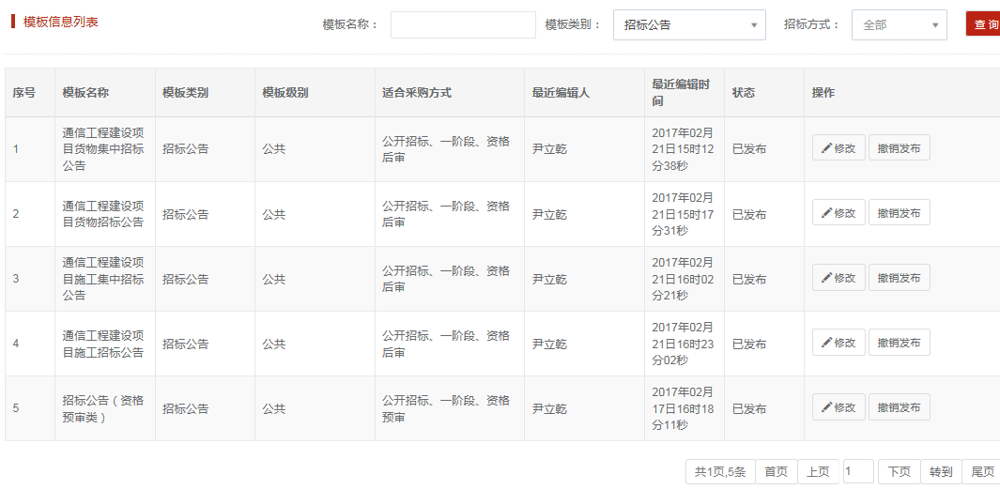 模板信息列表
模板名称：
模板类别：
招标公告
招标方式：
全部
查 询
序号
模板名称
模板类别
模板级别
适合采购方式
最近编辑人
最近编辑时
间
状态
操作
1
通信工程建设项
目货物集中招标
公告
招标公告
公共
公开招标、一阶段、资格
后审
尹立乾
2017年02月
21日15时12
分38秒
已发布
修改
撤销发布
2
通信工程建设项
目货物招标公告
招标公告
公共
公开招标、一阶段、资格
后审
尹立乾
2017年02月
21日15时17
分31秒
已发布
修改
撤销发布
3
通信工程建设项
目施工集中招标
公告
招标公告
公共
公开招标、一阶段、资格
后审
尹立乾
2017年02月
21日16时02
分21秒
已发布
修改
撤销发布
4
通信工程建设项
目施工招标公告
招标公告
公共
公开招标、一阶段、资格
后审
尹立乾
2017年02月
21日16时23
分02秒
已发布
修改
撤销发布
5
招标公告（资格
预审类）
招标公告
公共
公开招标、一阶段、资格
预审
尹立乾
2017年02月
17日16时18
分11秒
已发布
修改
撤销发布
共1页,5条
首页
上页
1
下页
转到
尾页